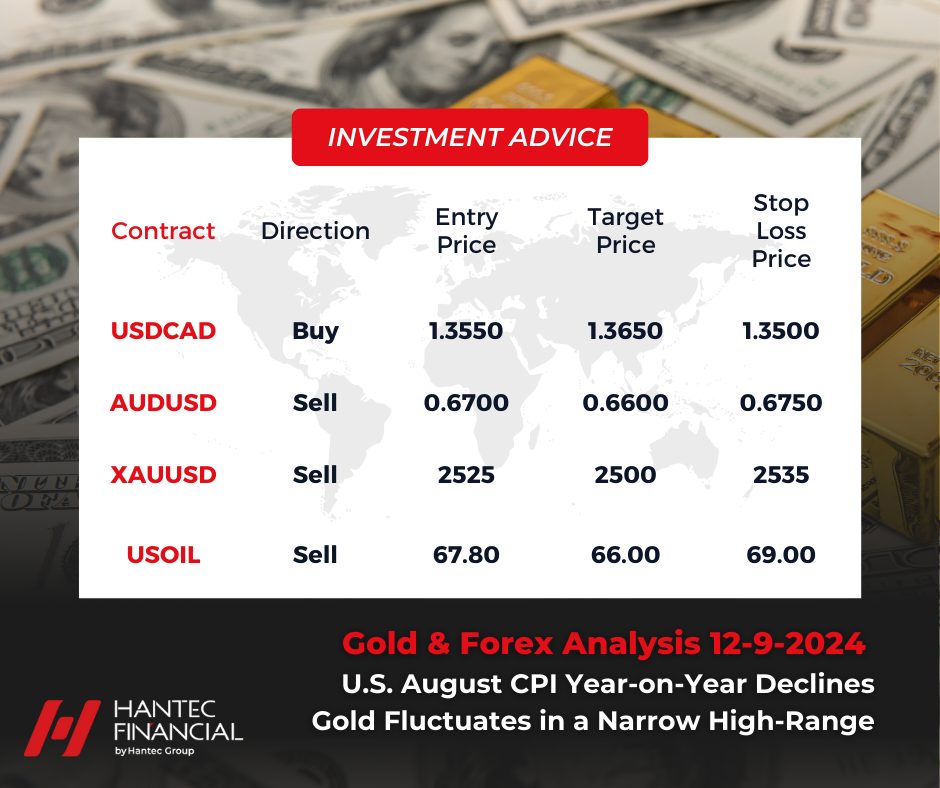 INVESTMENT ADVICE
Contract Direction Entry Price Target Price Stop Loss Price
USDCAD Buy 1.3550 1.3650 1.3500
AUDUSD Sell 0.6700 0.6600 0.6750
XAUUSD Sell 2525 2500 2535
USOIL Sell 67.80 66.00 69.00
Gold & Forex Analysis 12-9-2024
U.S. August CPI Year-on-Year Declines
Gold Fluctuates in a Narrow High-Range
HANTEC
FINANCIAL
by Hantec Group